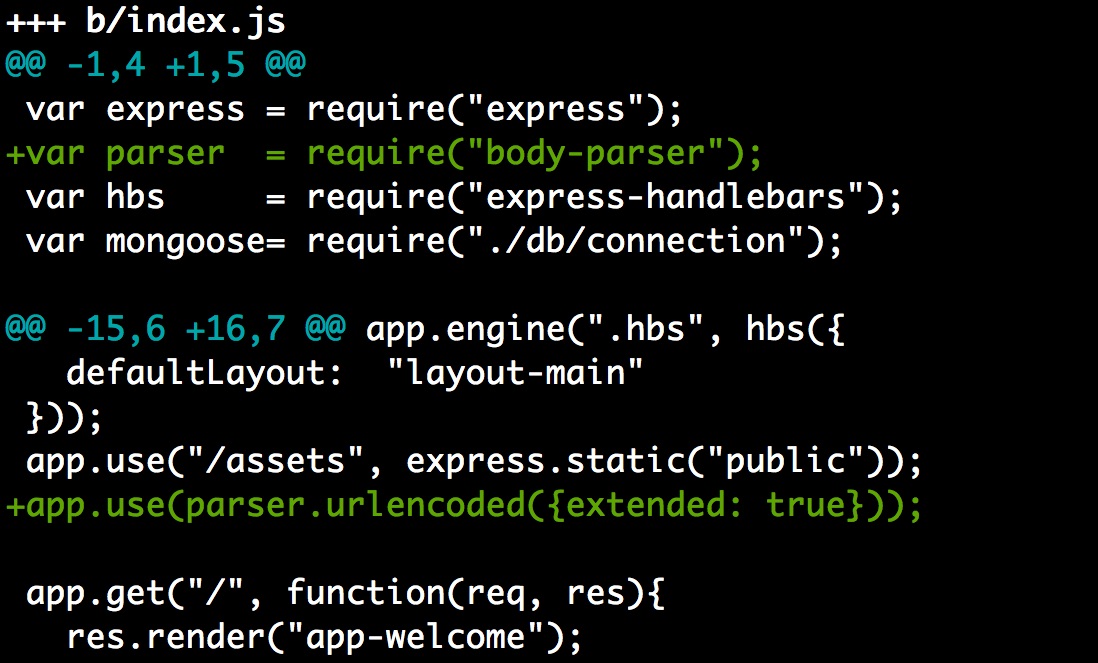 +++ b/index.js
@@ -1,4 +1,5 @@
 var express = require("express");
+var parser  = require("body-parser");
 var hbs     = require("express-handlebars");
 var mongoose= require("./db/connection");

@@ -15,6 +16,7 @@ app.engine(".hbs", hbs({
   defaultLayout:  "layout-main"
 }));
 app.use("/assets", express.static("public"));
+app.use(parser.urlencoded({extended: true}));

 app.get("/", function(req, res){
   res.render("app-welcome");